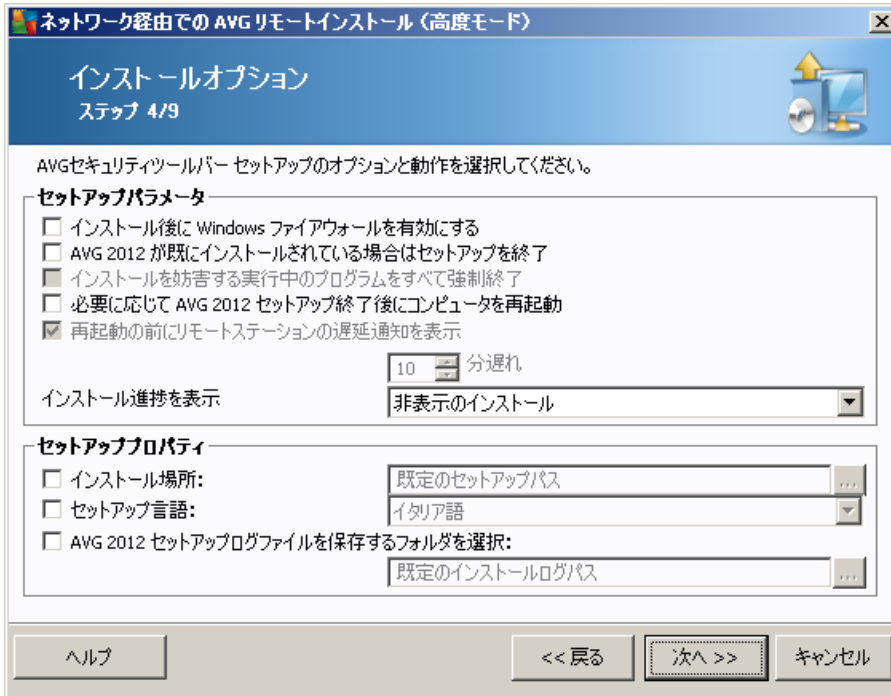 ネットワーク経由での AVG リモートインストール（高度モード）
インストールオプション
ステップ 4/9
AVGセキュリティツールバー セットアップのオプションと動作を選択してください。
セットアップパラメータ
インストール後に Windows ファイアウォールを有効にする
AVG 2012 が既にインストールされている場合はセットアップを終了
インストールを妨害する実行中のプログラムをすべて強制終了
必要に応じて AVG 2012 セットアップ終了後にコンピュータを再起動
再起動の前にリモートステーションの遅延通知を表示
10 分遅れ
インストール進捗を表示 非表示のインストール
セットアッププロパティ
インストール場所: 既定のセットアップパス ...
セットアップ言語: イタリア語
AVG 2012 セットアップログファイルを保存するフォルダを選択:
既定のインストールログパス ...
ヘルプ << 戻る 次へ >> キャンセル